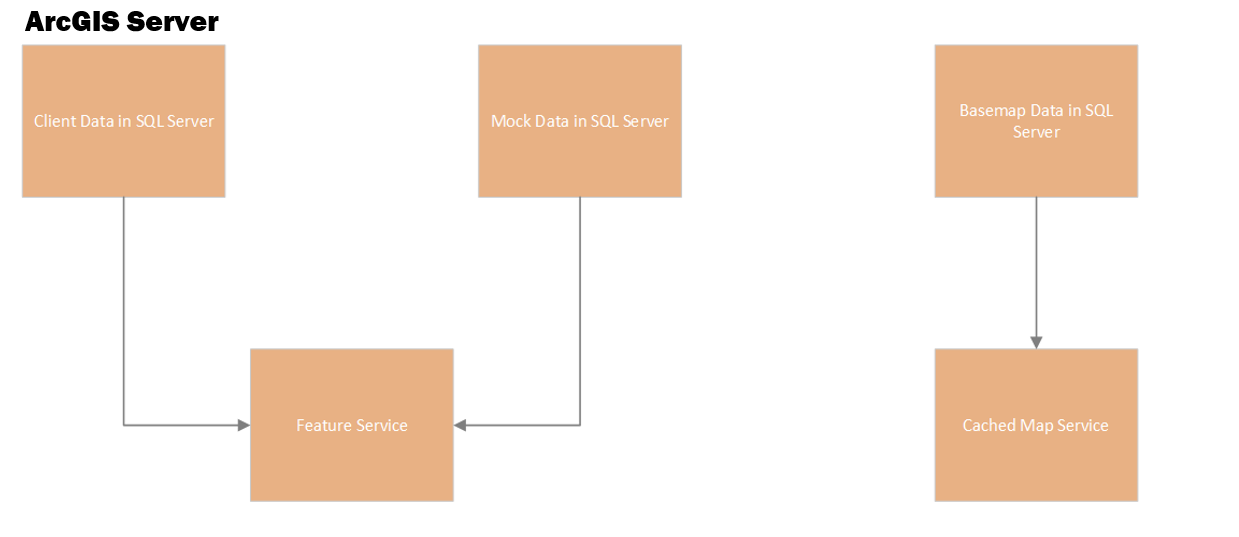 ArcGIS Server
Client Data in SQL Server
Mock Data in SQL Server
Basemap Data in SQL
Server
Feature Service
Cached Map Service